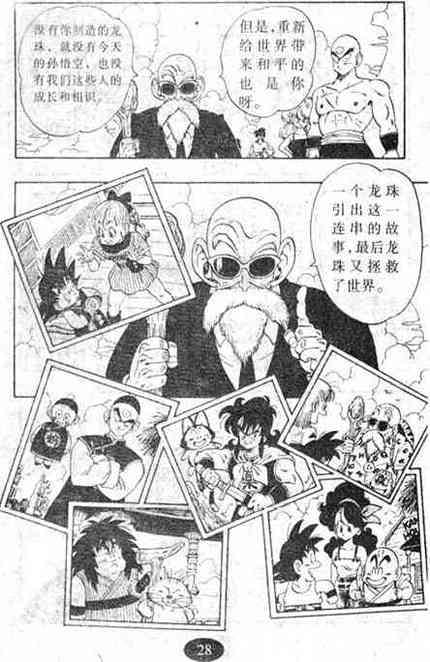 没有你制造的龙
珠，就没有今天
的孙悟空，也没
有我们这些人的
成长和相识。
但是，重新
给世界带
来和平的
也是你
呀。
一个龙珠
引出这一
连串的故
事，最后龙
珠又拯救
了世界。
28